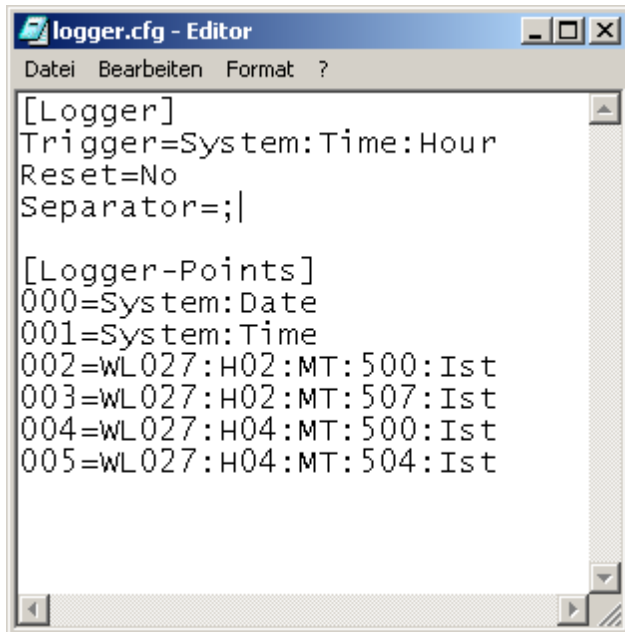 logger.cfg - Editor
Datei Bearbeiten Format ?
[Logger]
Trigger=System:Time:Hour
Reset=No
Separator=;

[Logger-Points]
000=System:Date
001=System:Time
002=WL027:H02:MT:500:Ist
003=WL027:H02:MT:507:Ist
004=WL027:H04:MT:500:Ist
005=WL027:H04:MT:504:Ist